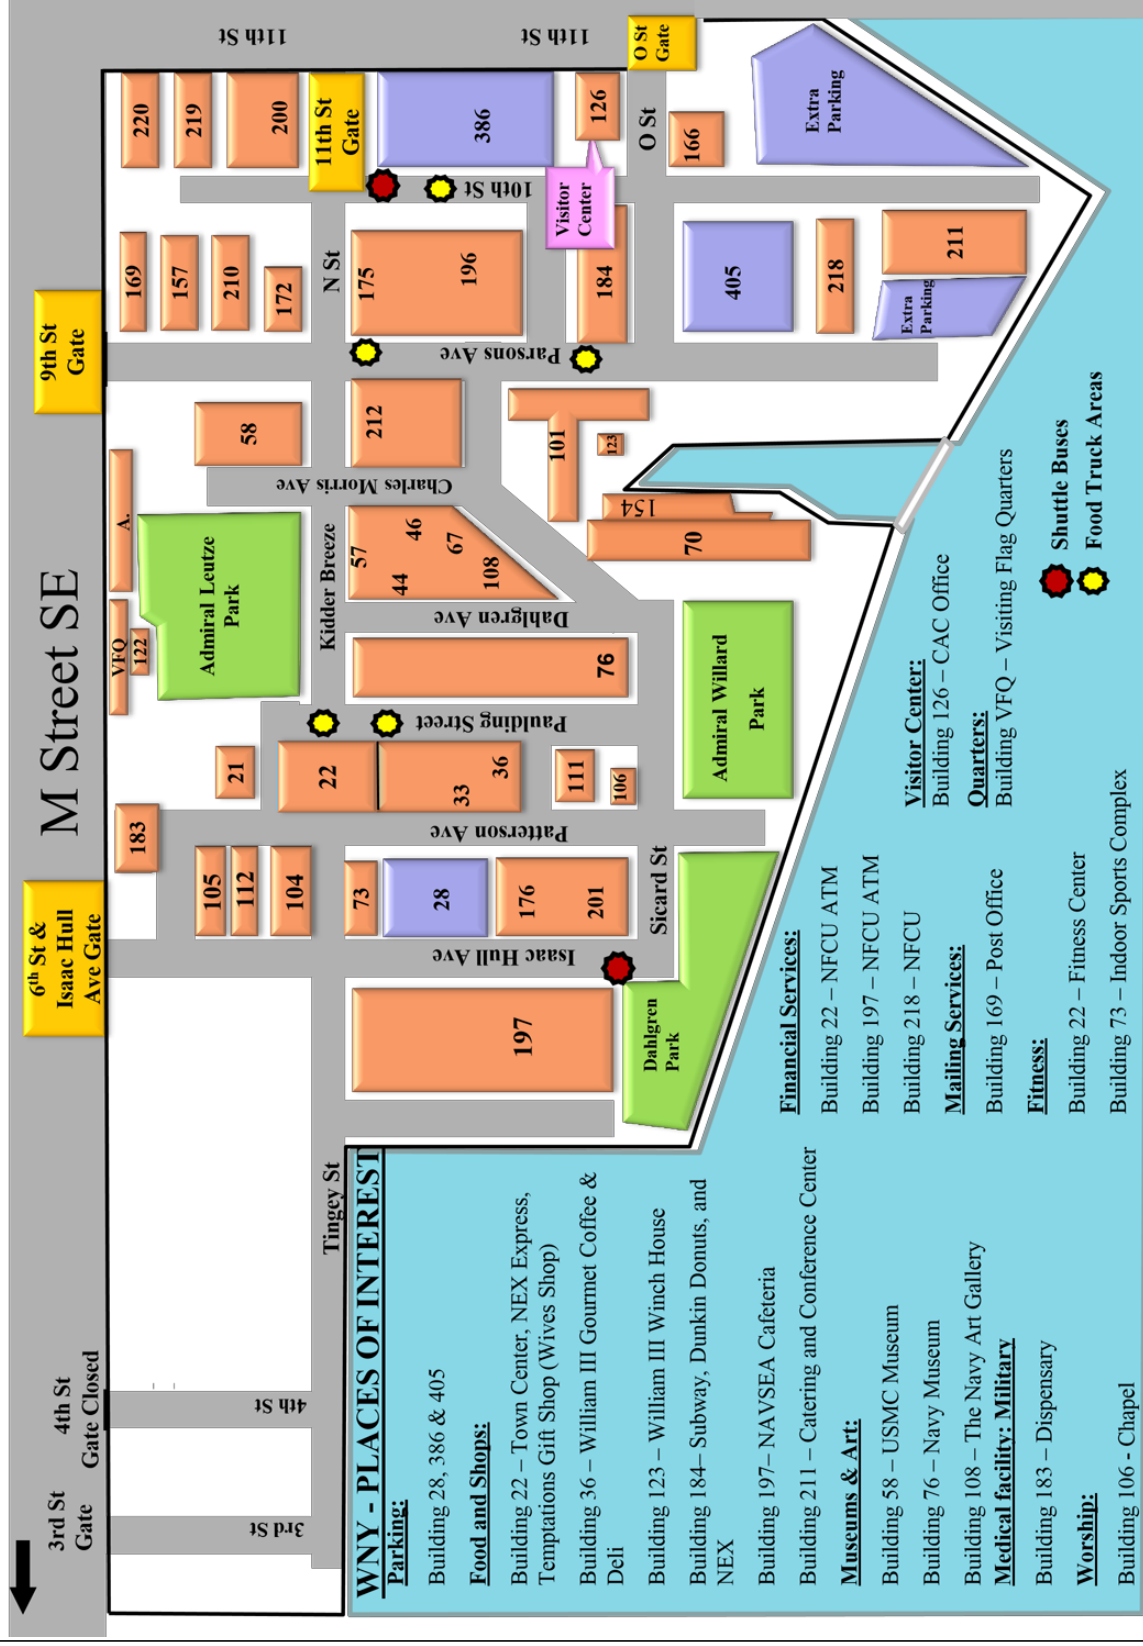 M Street SE
3rd St
Gate
4th St
Gate Closed
6th St &
Isaac Hull
Ave Gate
9th St
Gate
11th St
11th St
11th St
Gate
O St
Gate
3rd St
4th St
Tingey St
Isaac Hull Ave
Patterson Ave
Paulding Street
Dahlgren Ave
Charles Morris Ave
Kidder Breeze
Parsons Ave
N St
10th St
O St
Sicard St
183
105
112
104
21
VFQ
122
A.
Admiral Leutze
Park
58
169
157
210
172
220
219
200
197
73
28
176
201
22
33
36
111
106
76
57
44
46
67
108
212
175
196
386
126
Visitor
Center
184
101
123
154
70
166
405
218
211
Extra
Parking
Extra
Parking
Dahlgren
Park
Admiral Willard
Park
WNY - PLACES OF INTEREST
Parking:
Building 28, 386 & 405
Food and Shops:
Building 22 – Town Center, NEX Express,
Temptations Gift Shop (Wives Shop)
Building 36 – William III Gourmet Coffee &
Deli
Building 123 – William III Winch House
Building 184– Subway, Dunkin Donuts, and
NEX
Building 197– NAVSEA Cafeteria
Building 211 – Catering and Conference Center
Museums & Art:
Building 58 – USMC Museum
Building 76 – Navy Museum
Building 108 – The Navy Art Gallery
Medical facility: Military
Building 183 – Dispensary
Worship:
Building 106 - Chapel
Financial Services:
Building 22 – NFCU ATM
Building 197 – NFCU ATM
Building 218 – NFCU
Mailing Services:
Building 169 – Post Office
Fitness:
Building 22 – Fitness Center
Building 73 – Indoor Sports Complex
Visitor Center:
Building 126 – CAC Office
Quarters:
Building VFQ – Visiting Flag Quarters
Shuttle Buses
Food Truck Areas